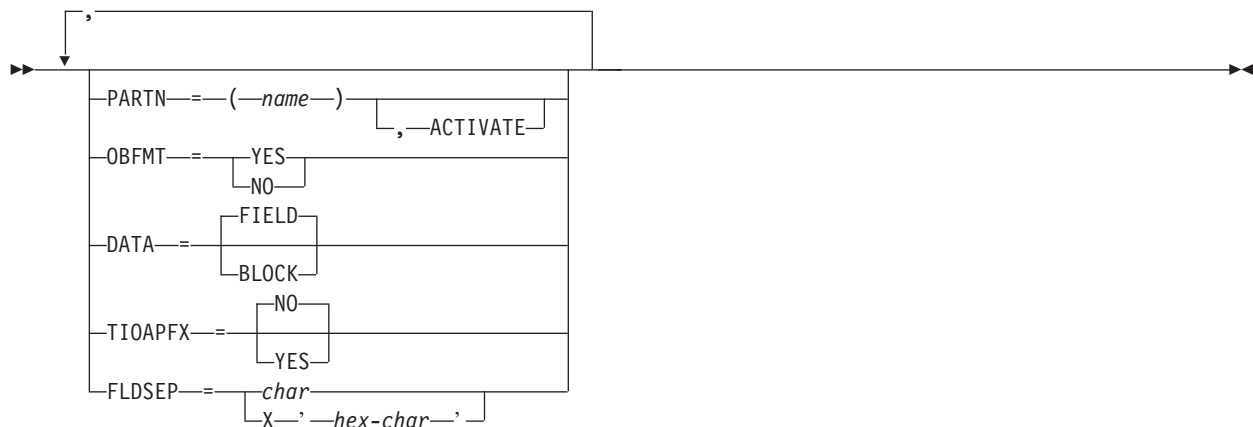 ,
PARTN = ( name )
, ACTIVATE
OBFMT = YES
NO
FIELD
DATA =
BLOCK
NO
TIOAPFX =
YES
FLDSEP = char
X ’ hex-char ’